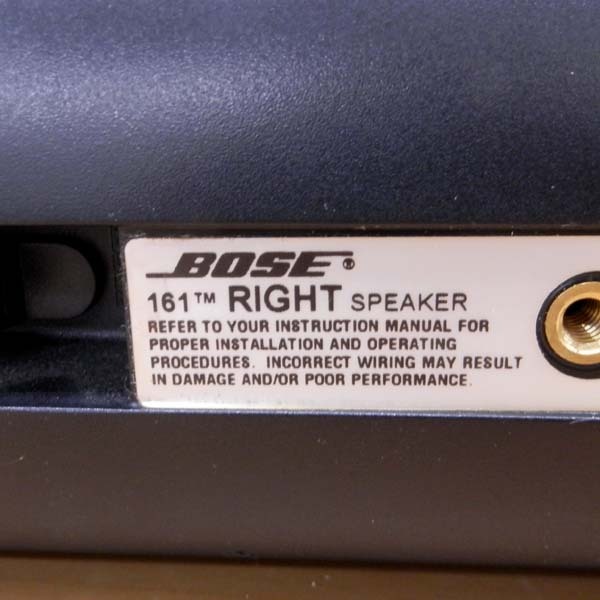 BOSE®
161™ RIGHT SPEAKER
REFER TO YOUR INSTRUCTION MANUAL FOR
PROPER INSTALLATION AND OPERATING
PROCEDURES. INCORRECT WIRING MAY RESULT
IN DAMAGE AND/OR POOR PERFORMANCE.